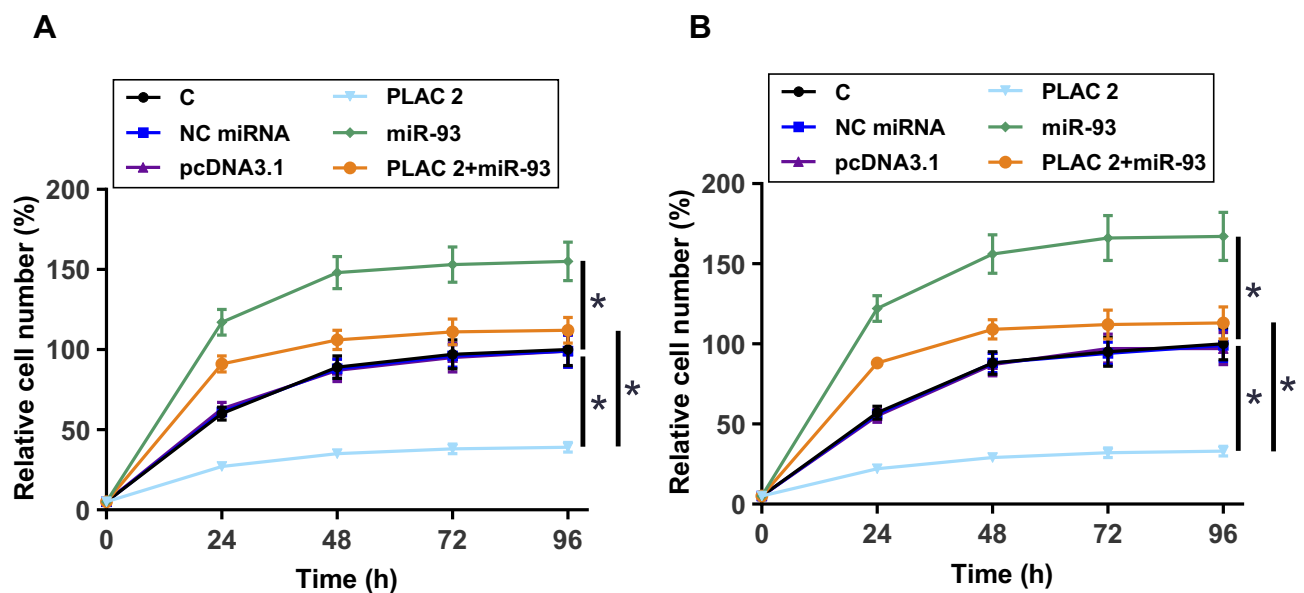 A
C
NC miRNA
pcDNA3.1
PLAC 2
miR-93
PLAC 2+miR-93
Relative cell number (%)
200
150
100
50
0
*
*
*
0 24 48 72 96
Time (h)
B
C
NC miRNA
pcDNA3.1
PLAC 2
miR-93
PLAC 2+miR-93
Relative cell number (%)
200
150
100
50
0
*
*
*
0 24 48 72 96
Time (h)